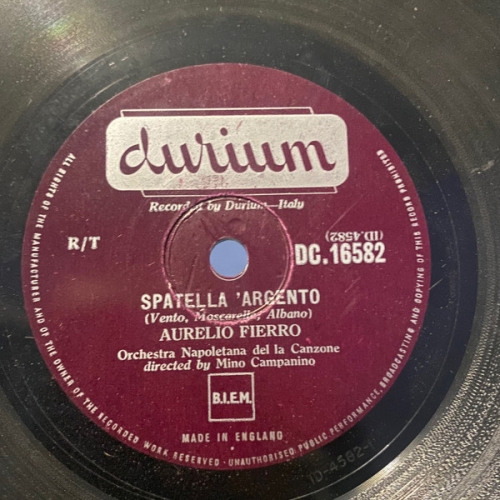 durium
Recorded by Durium—Italy
R/T
DC.16582
(ID.4582)
SPATELLA 'ARGENTO
(Vento, Moscarello, Albano)
AURELIO FIERRO
Orchestra Napoletana del la Canzone
directed by Mino Campanino
B.I.E.M.
MADE IN ENGLAND
ALL RIGHTS OF THE MANUFACTURER AND OF THE OWNER OF THE RECORDED WORK RESERVED · UNAUTHORISED PUBLIC PERFORMANCE, BROADCASTING AND COPYING OF THIS RECORD PROHIBITED
ID-4582-